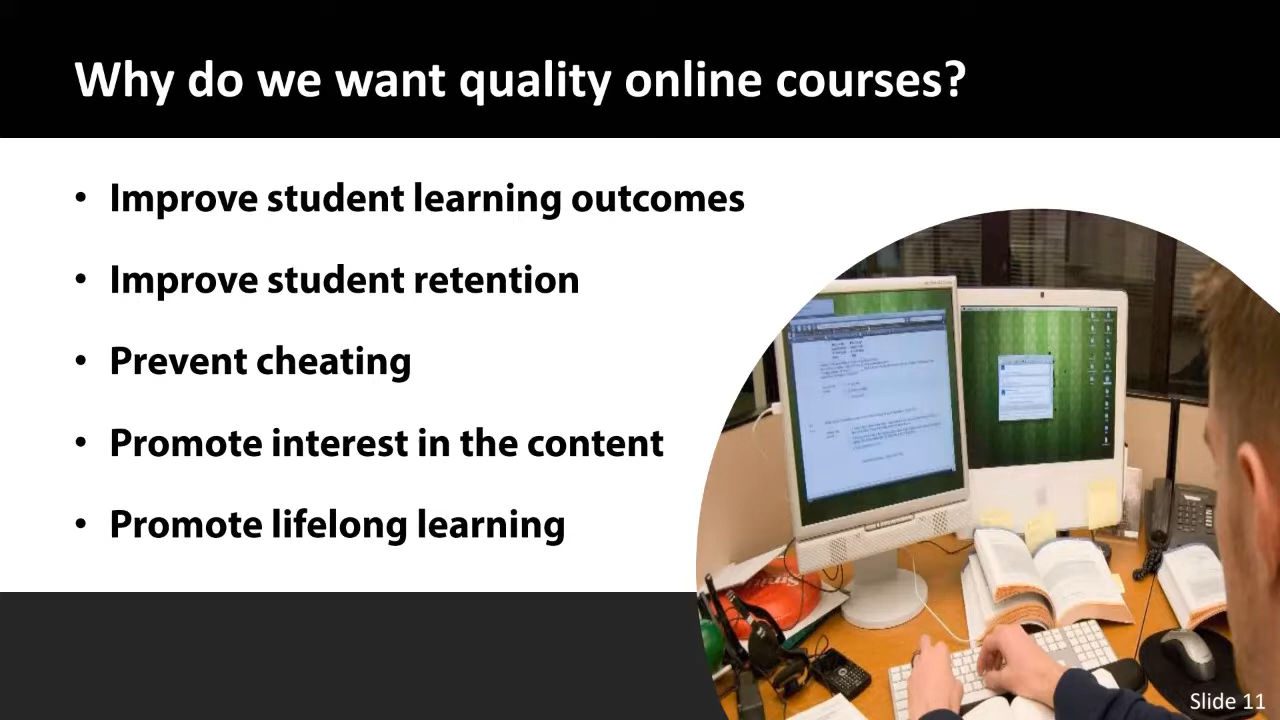 Why do we want quality online courses?
• Improve student learning outcomes
• Improve student retention
• Prevent cheating
• Promote interest in the content
• Promote lifelong learning
Slide 11